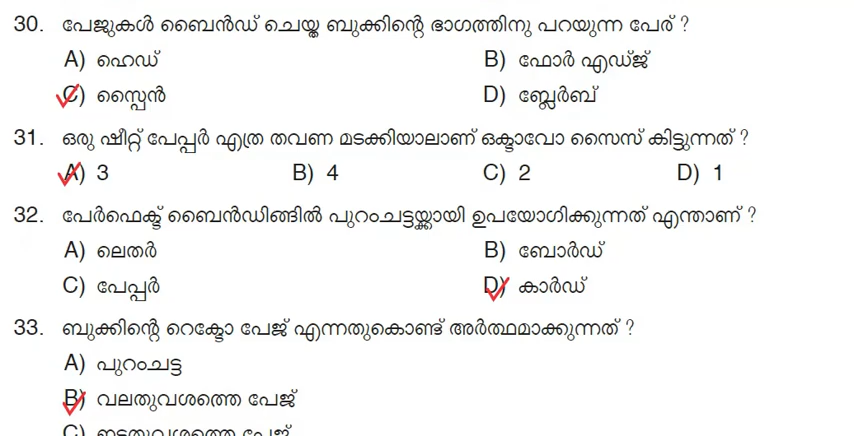 30. പേജുകൾ ബൈൻഡ് ചെയ്ത ബുക്കിന്റെ ഭാഗത്തിനു പറയുന്ന പേര് ?
A) ഹെഡ് B) ഫോർ എഡ്ജ്
C) സ്പൈൻ D) ബ്ലേർബ്
31. ഒരു ഷീറ്റ് പേപ്പർ എത്ര തവണ മടക്കിയാലാണ് ഒക്ടാവോ സൈസ് കിട്ടുന്നത് ?
A) 3 B) 4 C) 2 D) 1
32. പേർഫെക്ട് ബൈൻഡിങ്ങിൽ പുറംചട്ടയ്ക്കായി ഉപയോഗിക്കുന്നത് എന്താണ് ?
A) ലെതർ B) ബോർഡ്
C) പേപ്പർ D) കാർഡ്
33. ബുക്കിന്റെ റെക്ടോ പേജ് എന്നതുകൊണ്ട് അർത്ഥമാക്കുന്നത് ?
A) പുറംചട്ട
B) വലതുവശത്തെ പേജ്
C) ഇടതുവശത്തെ പേജ്